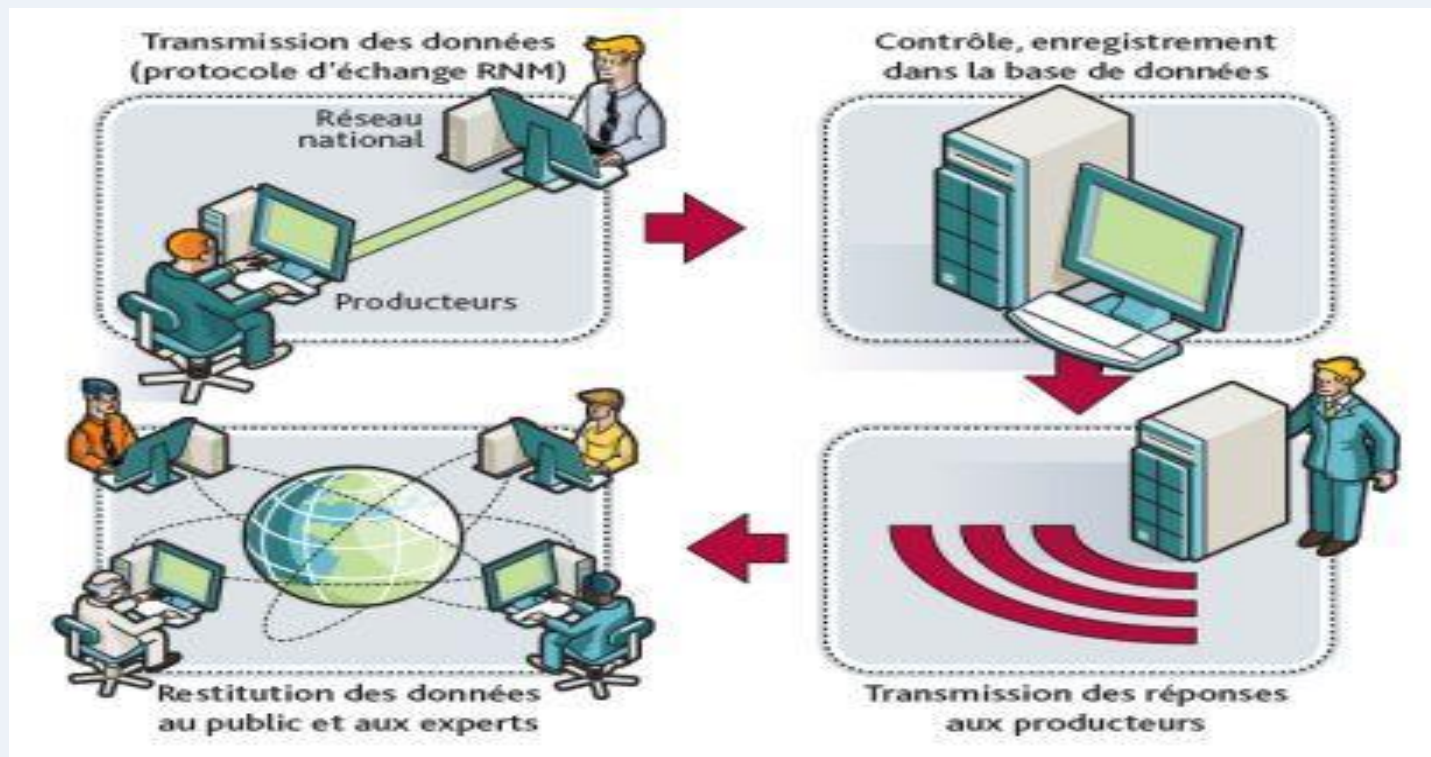 Transmission des données
(protocole d'échange RNM)
Réseau
national
Producteurs
Contrôle, enregistrement
dans la base de données
Transmission des réponses
aux producteurs
Restitution des données
au public et aux experts